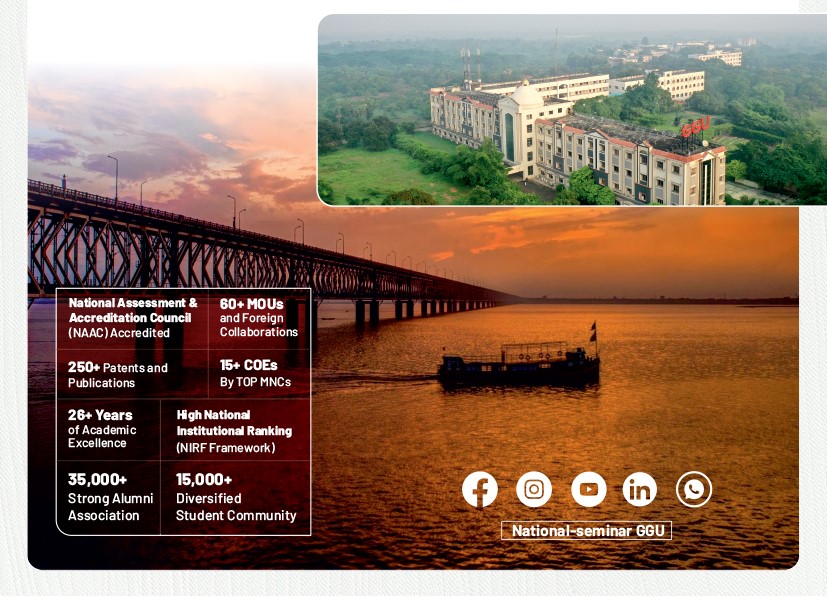 GGU
National Assessment &
Accreditation Council
(NAAC) Accredited
60+ MOUs
and Foreign
Collaborations
250+ Patents and
Publications
15+ COEs
By TOP MNCs
26+ Years
of Academic
Excellence
High National
Institutional Ranking
(NIRF Framework)
35,000+
Strong Alumni
Association
15,000+
Diversified
Student Community
National-seminar GGU